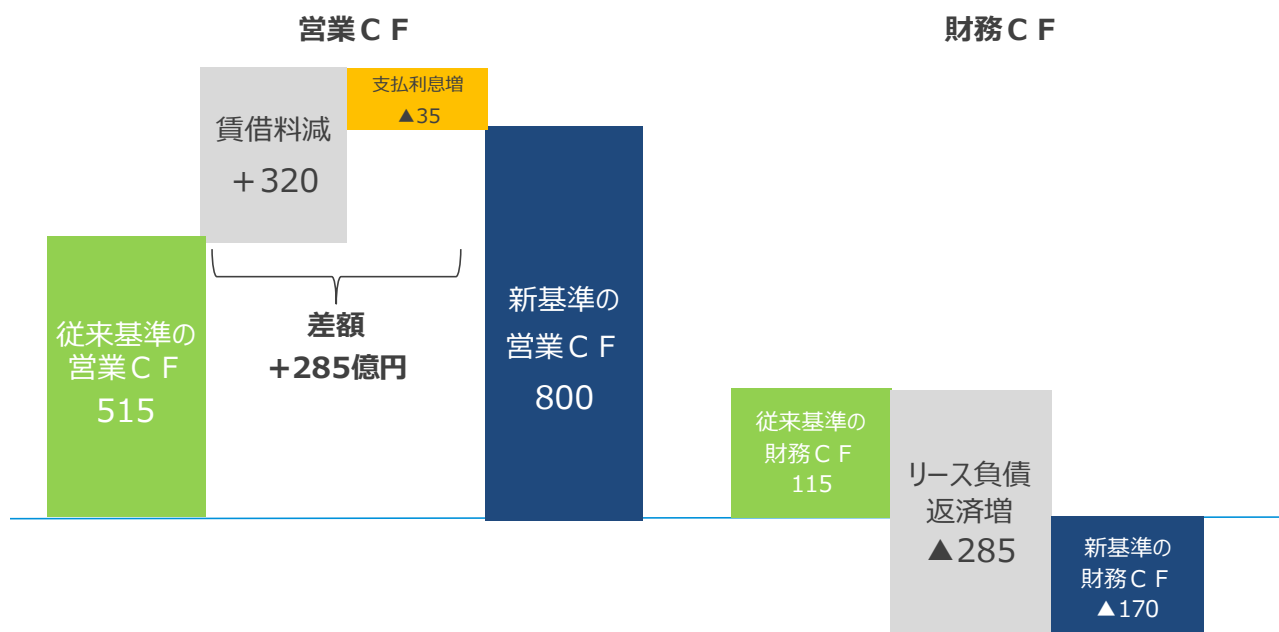 営業ＣＦ
賃借料減
＋320
支払利息増
▲35
従来基準の
営業ＣＦ
515
差額
+285億円
新基準の
営業ＣＦ
800
財務ＣＦ
従来基準の
財務ＣＦ
115
リース負債
返済増
▲285
新基準の
財務ＣＦ
▲170